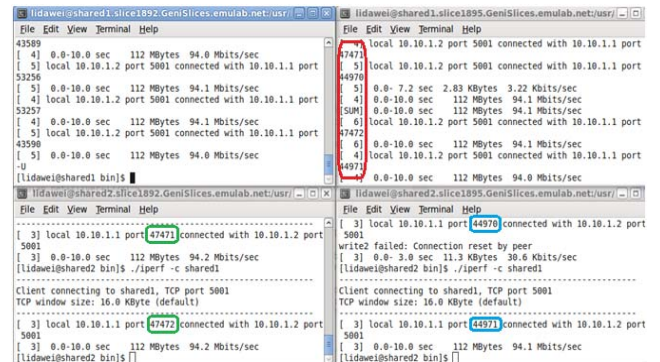 lidawei@shared1.slice1892.GeniSlices.emulab.net:/usr/
File Edit View Terminal Help
43589
[ 4] 0.0-10.0 sec 112 MBytes 94.0 Mbits/sec
[ 5] local 10.10.1.2 port 5001 connected with 10.10.1.1 port
53256
[ 5] 0.0-10.0 sec 112 MBytes 94.1 Mbits/sec
[ 4] local 10.10.1.2 port 5001 connected with 10.10.1.1 port
53257
[ 4] 0.0-10.0 sec 112 MBytes 94.1 Mbits/sec
[ 5] local 10.10.1.2 port 5001 connected with 10.10.1.1 port
43590
[ 5] 0.0-10.0 sec 112 MBytes 94.0 Mbits/sec
-U
[lidawei@shared1 bin]$
lidawei@shared1.slice1895.GeniSlices.emulab.net:/usr/
File Edit View Terminal Help
[ 4] local 10.10.1.2 port 5001 connected with 10.10.1.1 port
47471
[ 5] local 10.10.1.2 port 5001 connected with 10.10.1.1 port
44970
[ 5] 0.0- 7.2 sec 2.83 KBytes 3.22 Kbits/sec
[ 4] 0.0-10.0 sec 112 MBytes 94.1 Mbits/sec
[SUM] 0.0-10.0 sec 112 MBytes 94.1 Mbits/sec
[ 6] local 10.10.1.2 port 5001 connected with 10.10.1.1 port
47472
[ 6] 0.0-10.0 sec 112 MBytes 94.1 Mbits/sec
[ 4] local 10.10.1.2 port 5001 connected with 10.10.1.1 port
44971
[ 4] 0.0-10.0 sec 112 MBytes 94.0 Mbits/sec
lidawei@shared2.slice1892.GeniSlices.emulab.net:/usr/
File Edit View Terminal Help
[ 3] local 10.10.1.1 port 47471 connected with 10.10.1.2 port
5001
[ 3] 0.0-10.0 sec 112 MBytes 94.2 Mbits/sec
[lidawei@shared2 bin]$ ./iperf -c shared1
Client connecting to shared1, TCP port 5001
TCP window size: 16.0 KByte (default)
[ 3] local 10.10.1.1 port 47472 connected with 10.10.1.2 port
5001
[ 3] 0.0-10.0 sec 112 MBytes 94.2 Mbits/sec
[lidawei@shared2 bin]$
lidawei@shared2.slice1892.GeniSlices.emulab.net:/usr/
File Edit View Terminal Help
[ 3] local 10.10.1.1 port 44970 connected with 10.10.1.2 port
5001
write2 failed: Connection reset by peer
[ 3] 0.0- 3.0 sec 11.3 KBytes 30.6 Kbits/sec
[lidawei@shared2 bin]$ ./iperf -c shared1
Client connecting to shared1, TCP port 5001
TCP window size: 16.0 KByte (default)
[ 3] local 10.10.1.1 port 44971 connected with 10.10.1.2 port
5001
[ 3] 0.0-10.0 sec 112 MBytes 94.1 Mbits/sec
[lidawei@shared2 bin]$